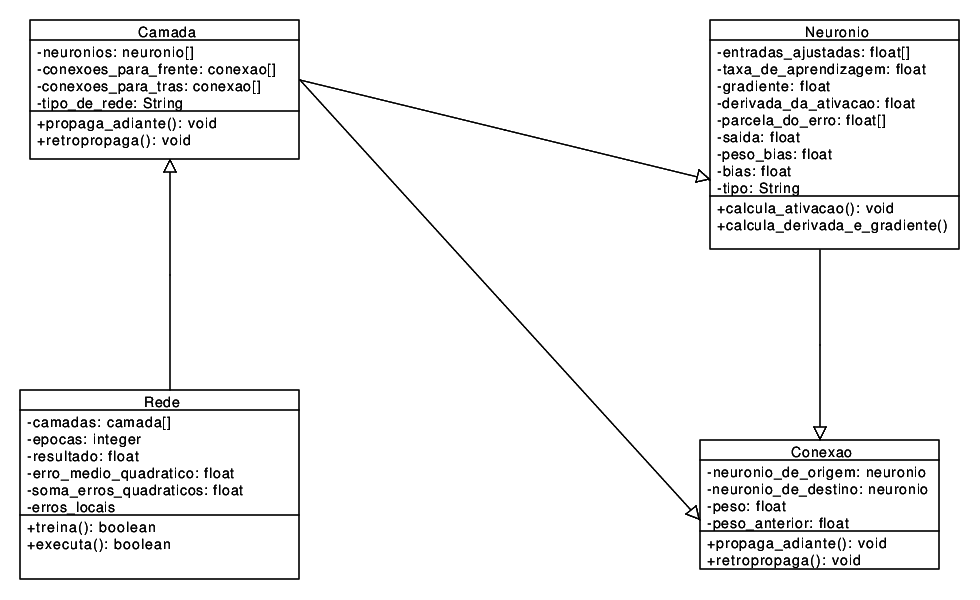 Camada
-neuronios: neuronio[]
-conexoes_para_frente: conexao[]
-conexoes_para_tras: conexao[]
-tipo_de_rede: String
+propaga_adiante(): void
+retropropaga(): void
Neuronio
-entradas_ajustadas: float[]
-taxa_de_aprendizagem: float
-gradiente: float
-derivada_da_ativacao: float
-parcela_do_erro: float[]
-saida: float
-peso_bias: float
-bias: float
-tipo: String
+calcula_ativacao(): void
+calcula_derivada_e_gradiente()
Rede
-camadas: camada[]
-epocas: integer
-resultado: float
-erro_medio_quadratico: float
-soma_erros_quadraticos: float
-erros_locais
+treina(): boolean
+executa(): boolean
Conexao
-neuronio_de_origem: neuronio
-neuronio_de_destino: neuronio
-peso: float
-peso_anterior: float
+propaga_adiante(): void
+retropropaga(): void